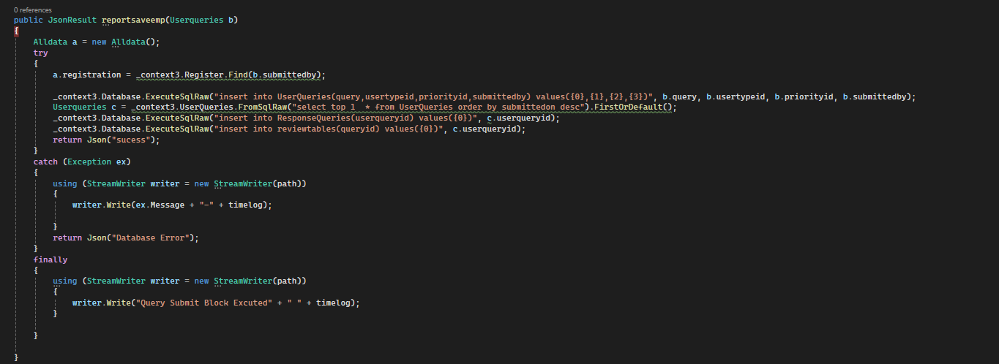 0 references
public JsonResult reportsaveemp(Userqueries b)
{
Alldata a = new Alldata();
try
{
a.registration = _context3.Register.Find(b.submittedby);
_context3.Database.ExecuteSqlRaw("insert into UserQueries(query,usertypeid,priorityid,submittedby) values({0},{1},{2},{3})", b.query, b.usertypeid, b.priorityid, b.submittedby);
Userqueries c = _context3.UserQueries.FromSqlRaw("select top 1  * from UserQueries order by submittedon desc").FirstOrDefault();
_context3.Database.ExecuteSqlRaw("insert into ResponseQueries(userqueryid) values({0})", c.userqueryid);
_context3.Database.ExecuteSqlRaw("insert into reviewtables(queryid) values({0})", c.userqueryid);
return Json("sucess");
}
catch (Exception ex)
{
using (StreamWriter writer = new StreamWriter(path))
{
writer.Write(ex.Message + "-" + timelog);
}
return Json("Database Error");
}
finally
{
using (StreamWriter writer = new StreamWriter(path))
{
writer.Write("Query Submit Block Excuted" + " " + timelog);
}
}
}